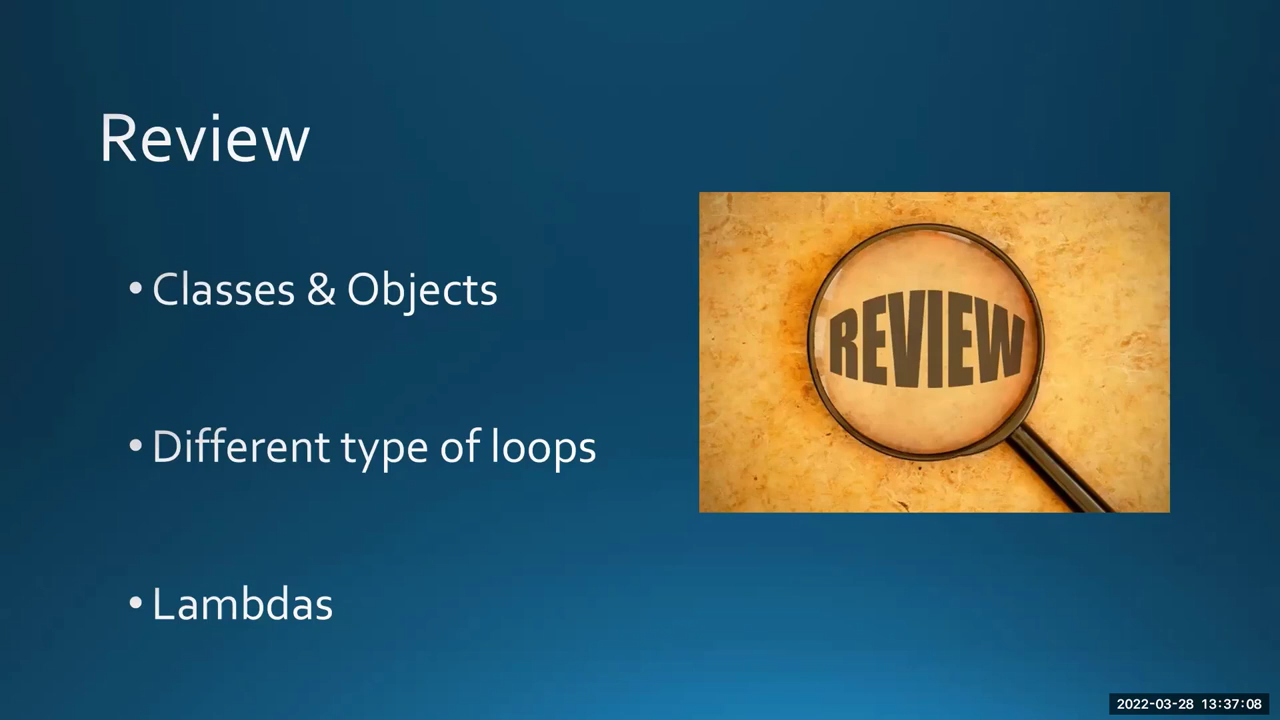 Review
• Classes & Objects
• Different type of loops
• Lambdas
REVIEW
2022-03-28 13:37:08